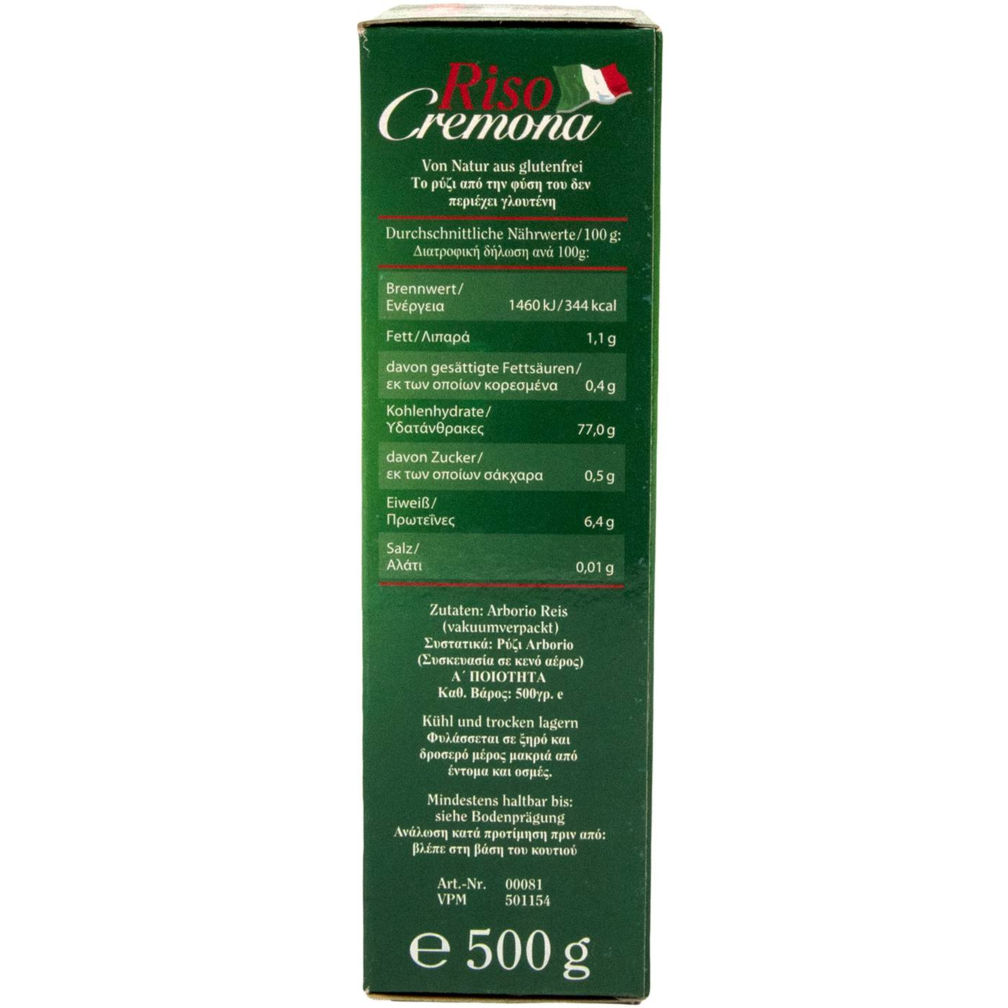 Riso
Cremona
Von Natur aus glutenfrei
Το ρύζι από την φύση του δεν
περιέχει γλουτένη
Durchschnittliche Nährwerte/100 g:
Διατροφική δήλωση ανά 100g:
Brennwert/
Ενέργεια 1460 kJ/344 kcal
Fett/Λιπαρά 1,1 g
davon gesättigte Fettsäuren/
εκ των οποίων κορεσμένα 0,4 g
Kohlenhydrate/
Υδατάνθρακες 77,0 g
davon Zucker/
εκ των οποίων σάκχαρα 0,5 g
Eiweiß/
Πρωτεΐνες 6,4 g
Salz/
Αλάτι 0,01 g
Zutaten: Arborio Reis
(vakuumverpackt)
Συστατικά: Ρύζι Arborio
(Συσκευασία σε κενό αέρος)
Α΄ ΠΟΙΟΤΗΤΑ
Καθ. Βάρος: 500γρ. e
Kühl und trocken lagern
Φυλάσσεται σε ξηρό και
δροσερό μέρος μακριά από
έντομα και οσμές.
Mindestens haltbar bis:
siehe Bodenprägung
Ανάλωση κατά προτίμηση πριν από:
βλέπε στη βάση του κουτιού
Art.-Nr. 00081
VPM 501154
℮ 500 g